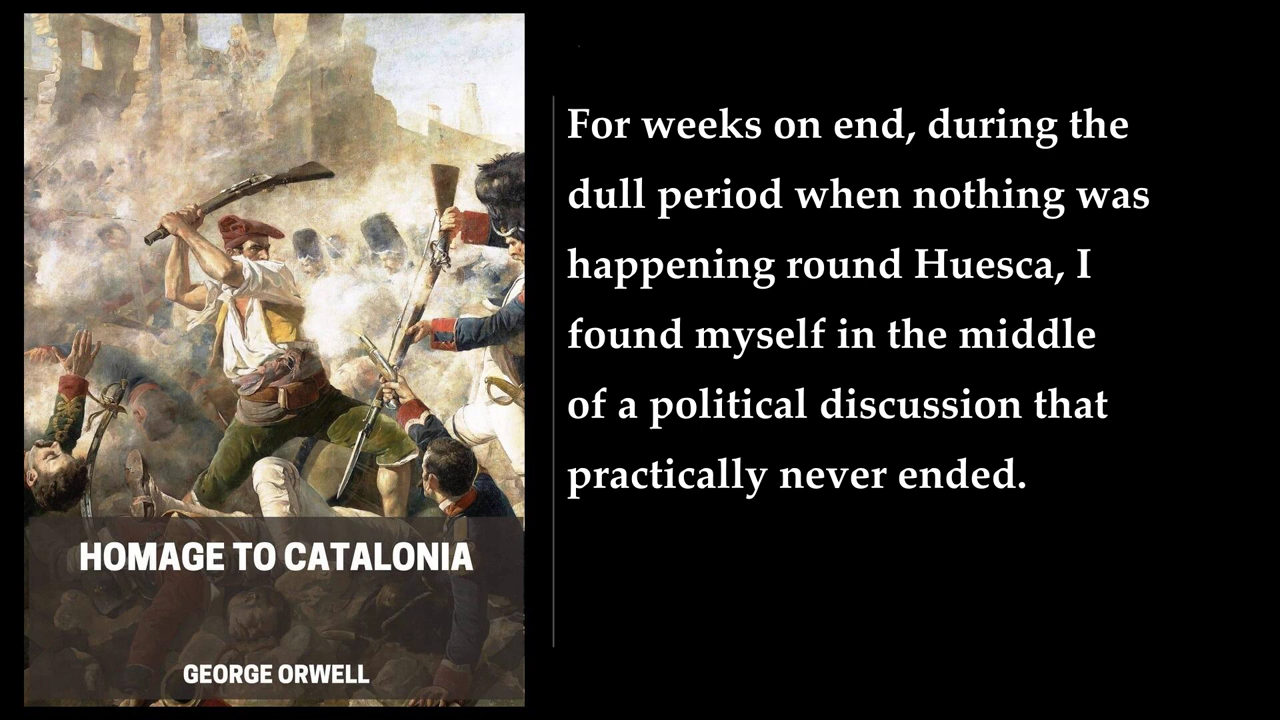 HOMAGE TO CATALONIA
GEORGE ORWELL
For weeks on end, during the
dull period when nothing was
happening round Huesca, I
found myself in the middle
of a political discussion that
practically never ended.